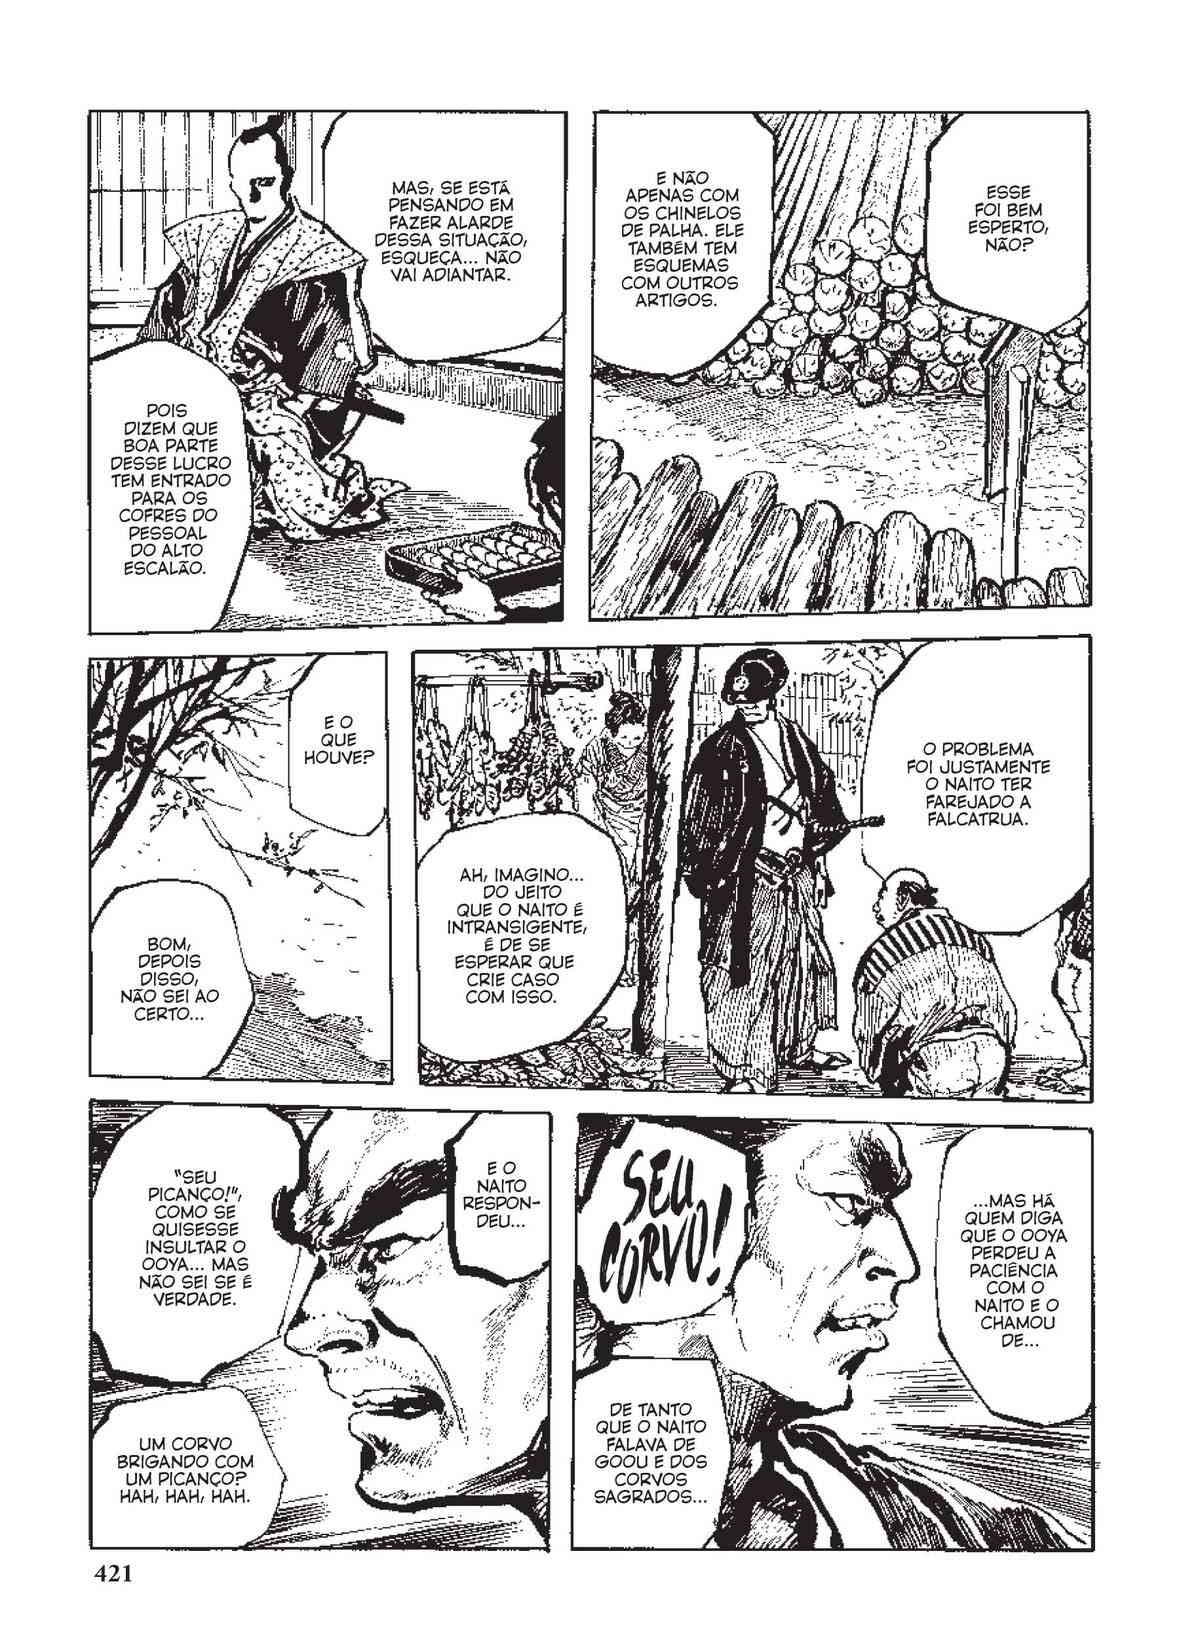 ESSE
FOI BEM
ESPERTO,
NÃO?
E NÃO
APENAS COM
OS CHINELOS
DE PALHA. ELE
TAMBÉM TEM
ESQUEMAS
COM OUTROS
ARTIGOS.
MAS, SE ESTÁ
PENSANDO EM
FAZER ALARDE
DESSA SITUAÇÃO,
ESQUEÇA... NÃO
VAI ADIANTAR.
POIS
DIZEM QUE
BOA PARTE
DESSE LUCRO
TEM ENTRADO
PARA OS
COFRES DO
PESSOAL
DO ALTO
ESCALÃO.
O PROBLEMA
FOI JUSTAMENTE
O NAITO TER
FAREJADO A
FALCATRUA.
AH, IMAGINO...
DO JEITO
QUE O NAITO É
INTRANSIGENTE,
É DE SE
ESPERAR QUE
CRIE CASO
COM ISSO.
E O
QUE
HOUVE?
BOM,
DEPOIS
DISSO,
NÃO SEI AO
CERTO...
...MAS HÁ
QUEM DIGA
QUE O OOYA
PERDEU A
PACIÊNCIA
COM O
NAITO E O
CHAMOU
DE...
SEU
CORVO!
DE TANTO
QUE O NAITO
FALAVA DE
GOOU E DOS
CORVOS
SAGRADOS...
E O
NAITO
RESPON-
DEU...
"SEU
PICANÇO!",
COMO SE
QUISESSE
INSULTAR O
OOYA... MAS
NÃO SEI SE É
VERDADE.
UM CORVO
BRIGANDO COM
UM PICANÇO?
HAH, HAH, HAH.
421